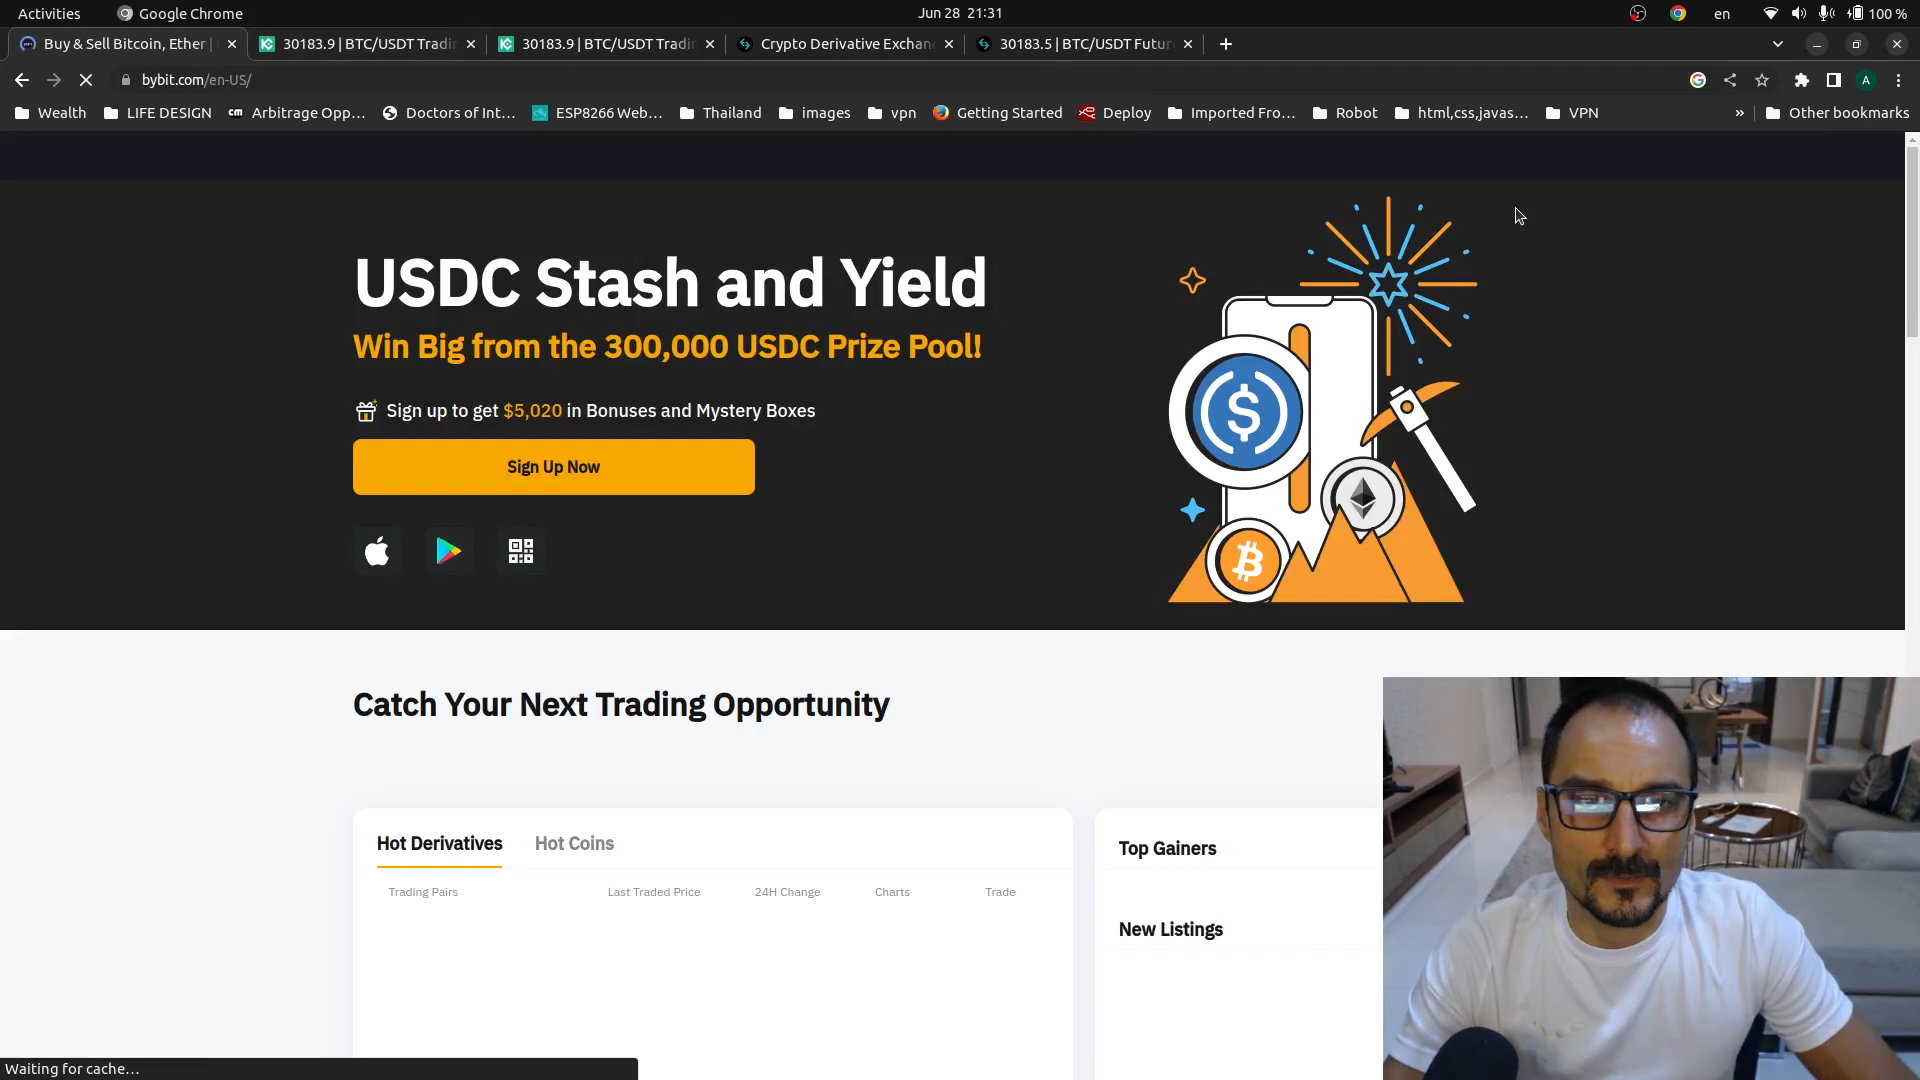 Activities
Google Chrome
Jun 28 21:31
en
100 %
Buy & Sell Bitcoin, Ether |
30183.9 | BTC/USDT Tradi
30183.9 | BTC/USDT Tradi
Crypto Derivative Exchan
30183.5 | BTC/USDT Futur
bybit.com/en-US/
A
Wealth
LIFE DESIGN
cm Arbitrage Opp...
Doctors of Int...
ESP8266 Web...
Thailand
images
vpn
Getting Started
Deploy
Imported Fro...
Robot
html,css,javas...
VPN
»
Other bookmarks
USDC Stash and Yield
Win Big from the 300,000 USDC Prize Pool!
Sign up to get $5,020 in Bonuses and Mystery Boxes
Sign Up Now
Catch Your Next Trading Opportunity
Hot Derivatives
Hot Coins
Trading Pairs
Last Traded Price
24H Change
Charts
Trade
Top Gainers
New Listings
Waiting for cache...